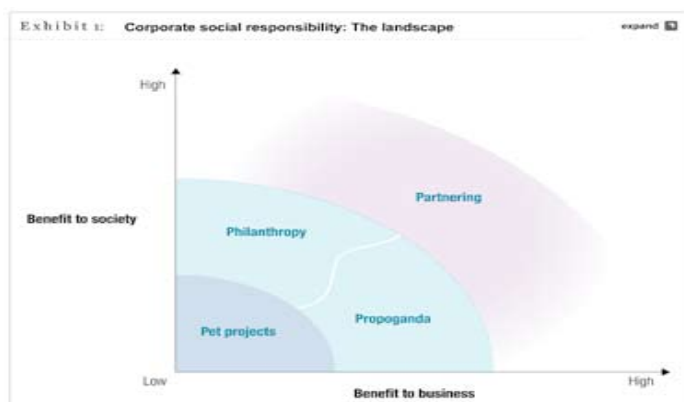 Exhibit 1: Corporate social responsibility: The landscape expand
High
Partnering
Benefit to society
Philanthropy
Pet projects
Propoganda
Low
High
Benefit to business